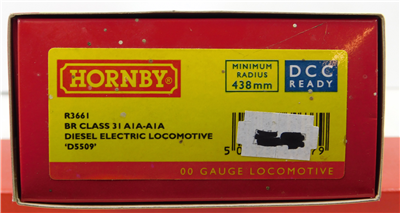 HORNBY
MINIMUM
RADIUS
438mm
DCC
READY
R3661
BR CLASS 31 A1A-A1A
DIESEL ELECTRIC LOCOMOTIVE
'D5509'
00 GAUGE LOCOMOTIVE